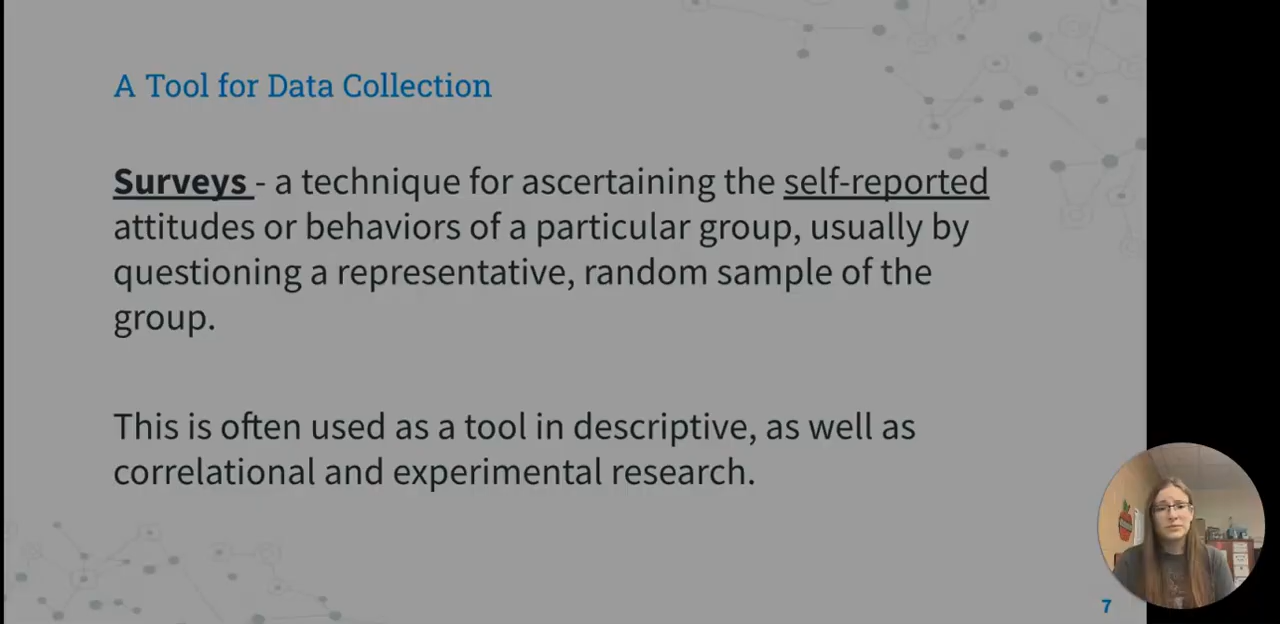 A Tool for Data Collection
Surveys - a technique for ascertaining the self-reported
attitudes or behaviors of a particular group, usually by
questioning a representative, random sample of the
group.
This is often used as a tool in descriptive, as well as
correlational and experimental research.
7